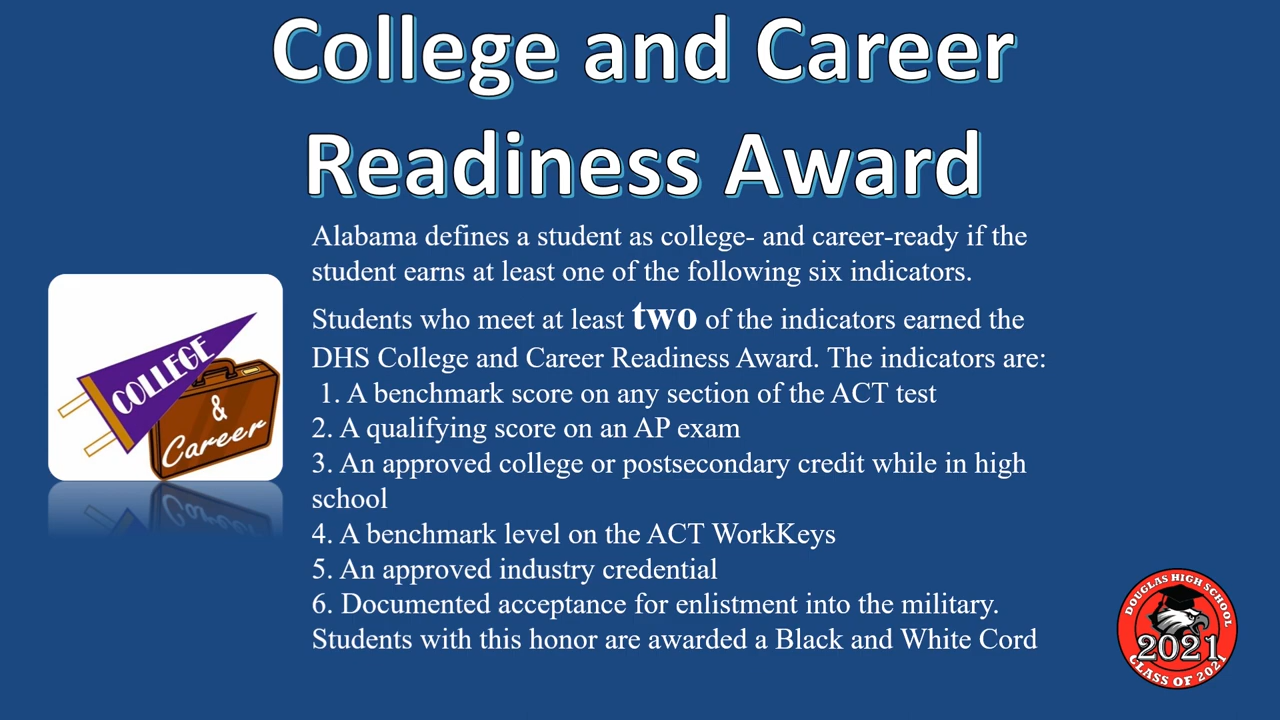 College and Career
Readiness Award
Alabama defines a student as college- and career-ready if the
student earns at least one of the following six indicators.
Students who meet at least two of the indicators earned the
DHS College and Career Readiness Award. The indicators are:
1. A benchmark score on any section of the ACT test
2. A qualifying score on an AP exam
3. An approved college or postsecondary credit while in high
school
4. A benchmark level on the ACT WorkKeys
5. An approved industry credential
6. Documented acceptance for enlistment into the military.
Students with this honor are awarded a Black and White Cord
COLLEGE
&
Career
DOUGLAS HIGH SCHOOL
2021
CLASS OF 2021